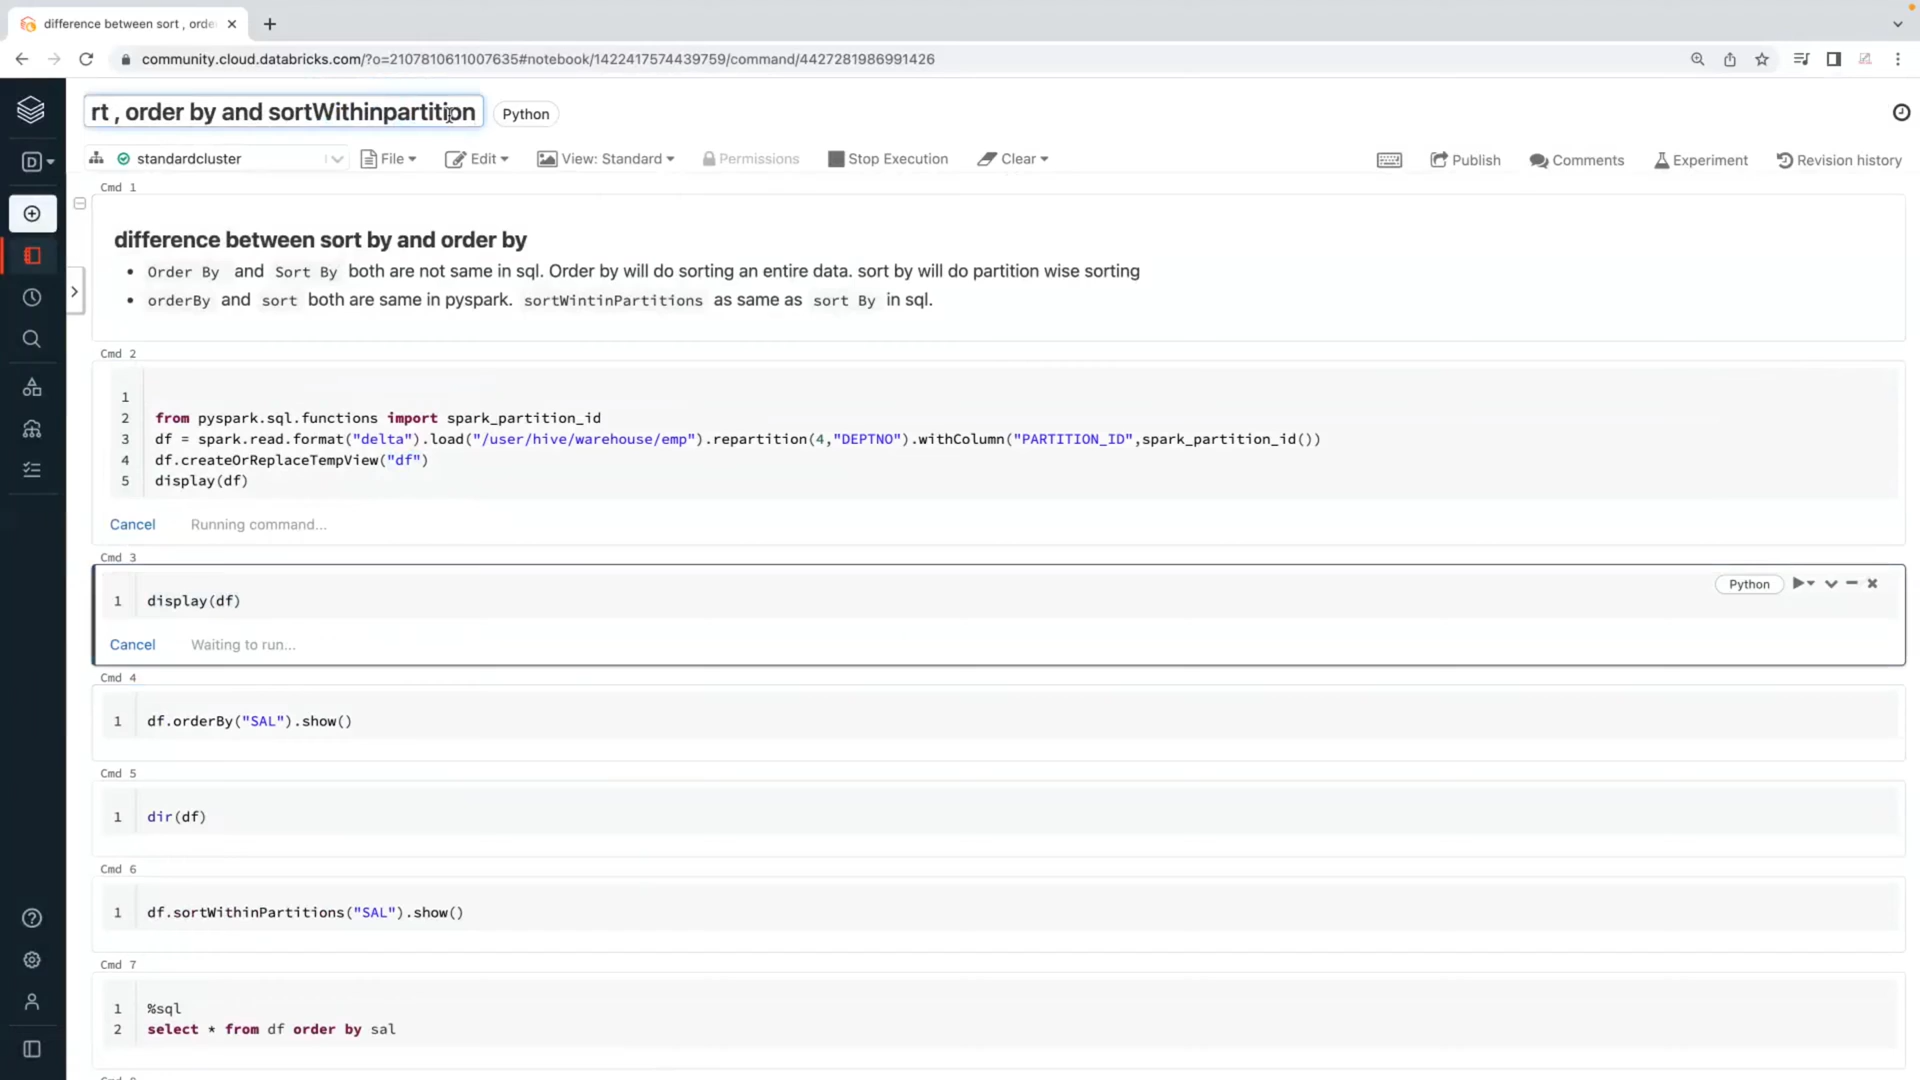 difference between sort , orde
community.cloud.databricks.com/?o=2107810611007635#notebook/1422417574439759/command/4427281986991426
rt , order by and sortWithinpartition
Python
D
standardcluster
File
Edit
View: Standard
Permissions
Stop Execution
Clear
Publish
Comments
Experiment
Revision history
Cmd 1
difference between sort by and order by
• Order By and Sort By both are not same in sql. Order by will do sorting an entire data. sort by will do partition wise sorting
• orderBy and sort both are same in pyspark. sortWintinPartitions as same as sort By in sql.
Cmd 2
1
2 from pyspark.sql.functions import spark_partition_id
3 df = spark.read.format("delta").load("/user/hive/warehouse/emp").repartition(4,"DEPTNO").withColumn("PARTITION_ID",spark_partition_id())
4 df.createOrReplaceTempView("df")
5 display(df)
Cancel Running command...
Cmd 3
Python
1 display(df)
Cancel Waiting to run...
Cmd 4
1 df.orderBy("SAL").show()
Cmd 5
1 dir(df)
Cmd 6
1 df.sortWithinPartitions("SAL").show()
Cmd 7
1 %sql
2 select * from df order by sal